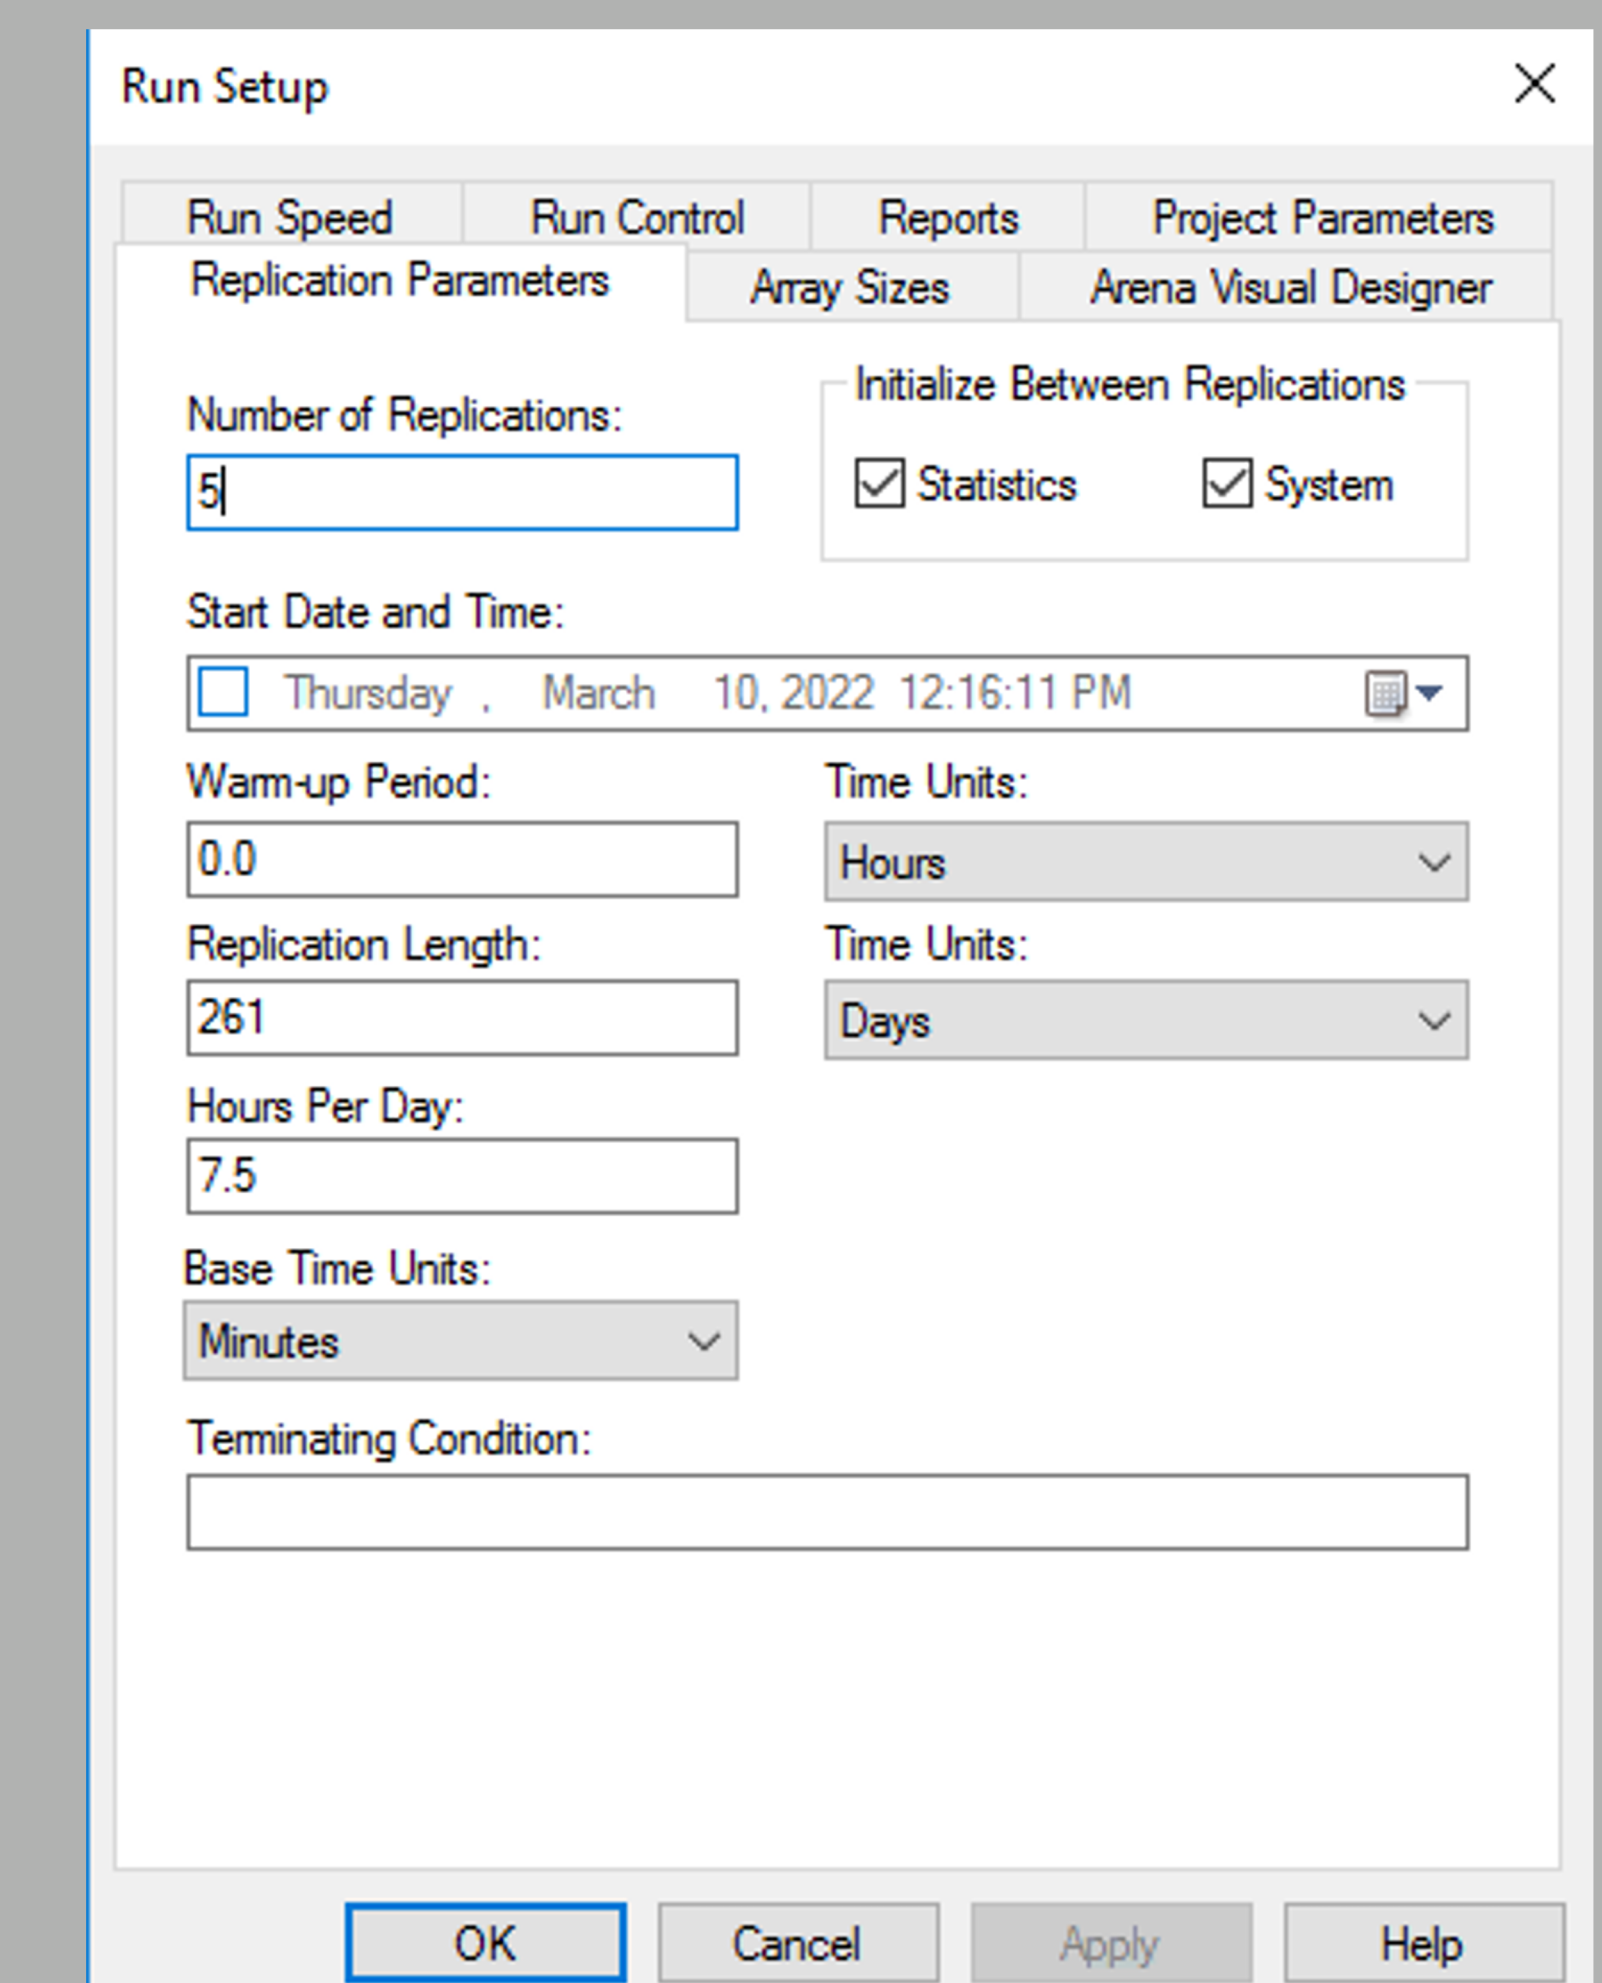 Run Setup
Run Speed Run Control Reports Project Parameters
Replication Parameters Array Sizes Arena Visual Designer
Number of Replications:
5
Initialize Between Replications
Statistics System
Start Date and Time:
Thursday , March 10, 2022 12:16:11 PM
Warm-up Period: Time Units:
0.0 Hours
Replication Length: Time Units:
261 Days
Hours Per Day:
7.5
Base Time Units:
Minutes
Terminating Condition:
OK Cancel Apply Help